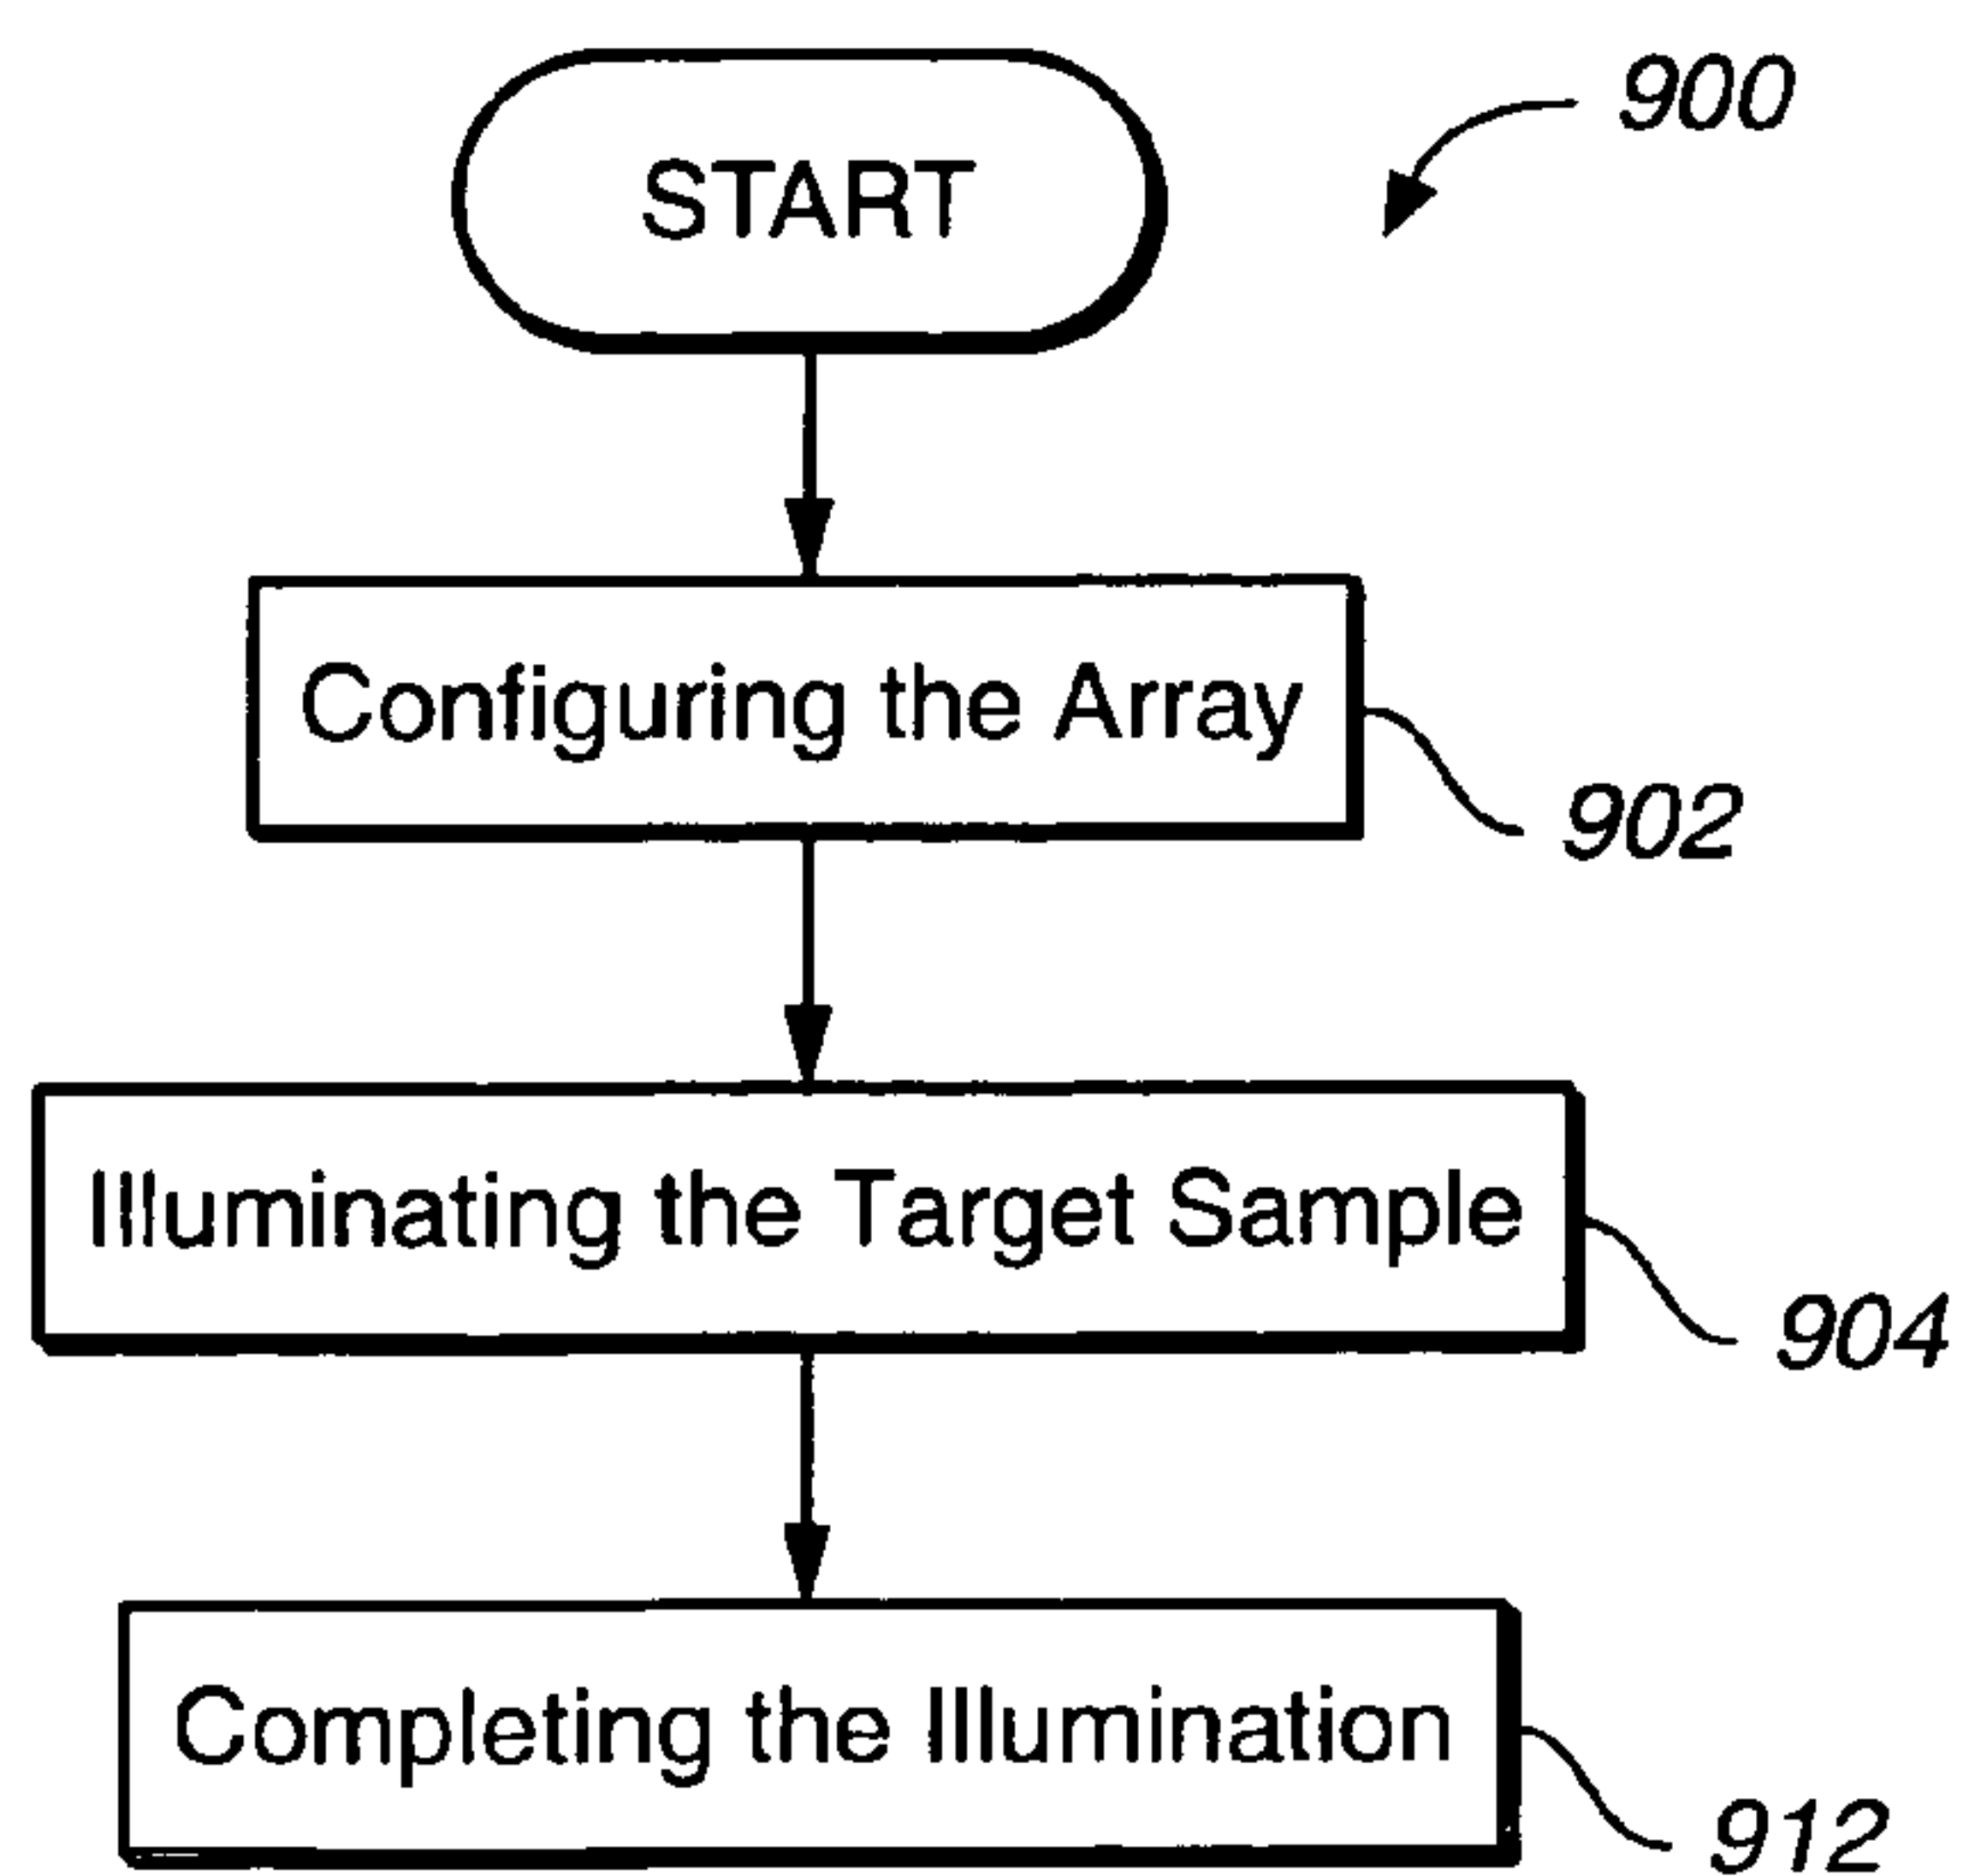 START
900
Configuring the Array
902
Illuminating the Target Sample
904
Completing the Illumination
912